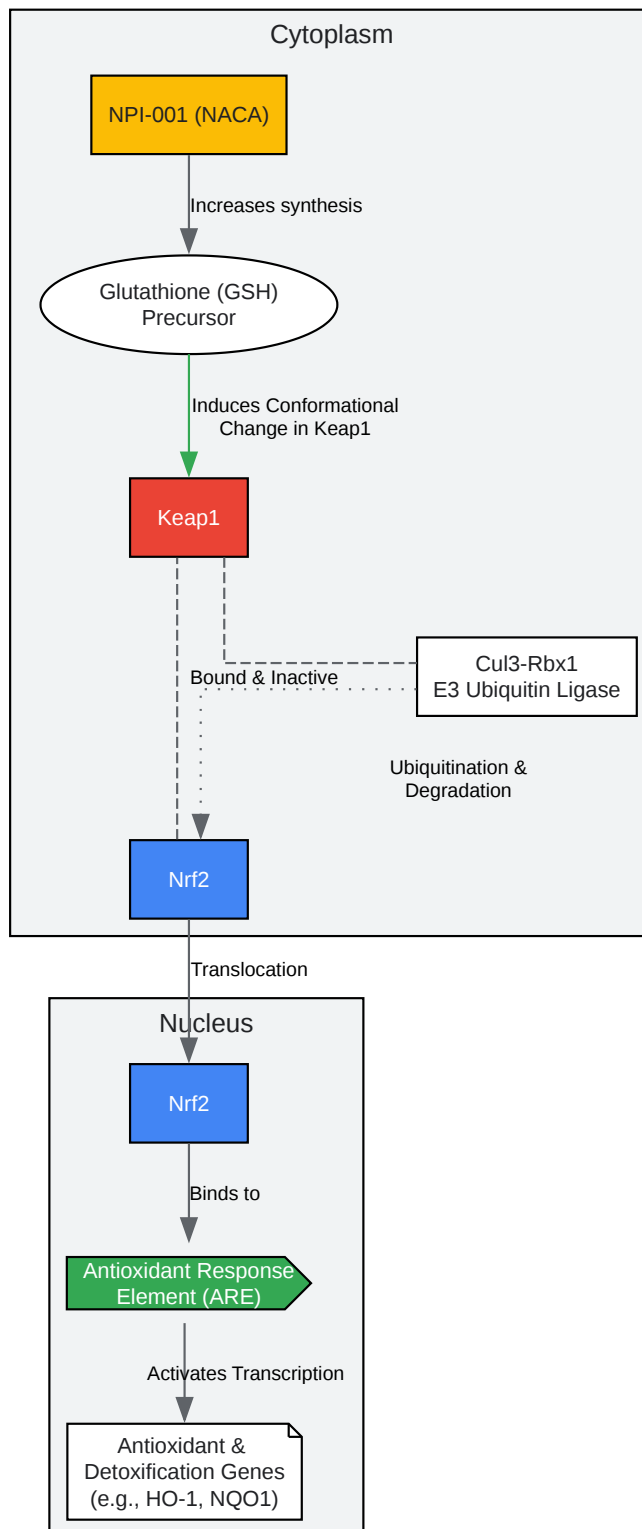 Cytoplasm
NPI-001 (NACA)
Increases synthesis
Glutathione (GSH)
Precursor
Induces Conformational
Change in Keap1
Keap1
Cul3-Rbx1
E3 Ubiquitin Ligase
Bound & Inactive
Ubiquitination &
Degradation
Nrf2
Translocation
Nucleus
Nrf2
Binds to
Antioxidant Response
Element (ARE)
Activates Transcription
Antioxidant &
Detoxification Genes
(e.g., HO-1, NQO1)